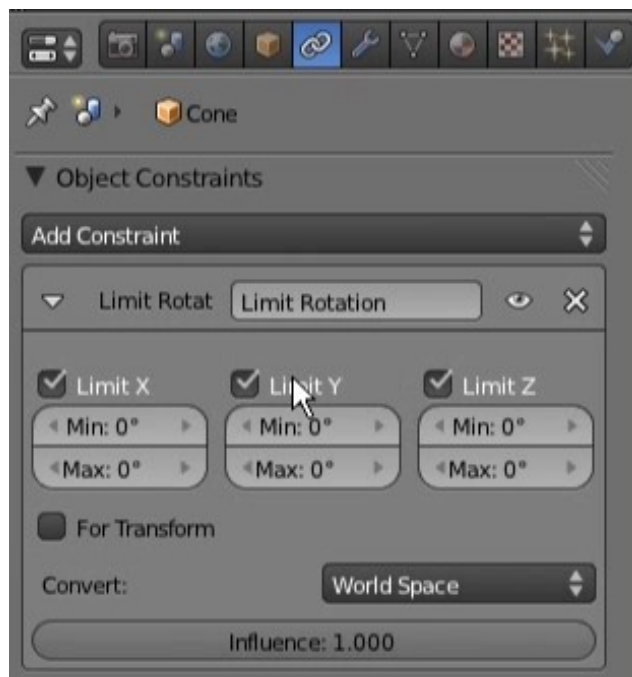 Cone
Object Constraints
Add Constraint
Limit Rotat Limit Rotation
Limit X Limit Y Limit Z
Min: 0° Min: 0° Min: 0°
Max: 0° Max: 0° Max: 0°
For Transform
Convert: World Space
Influence: 1.000